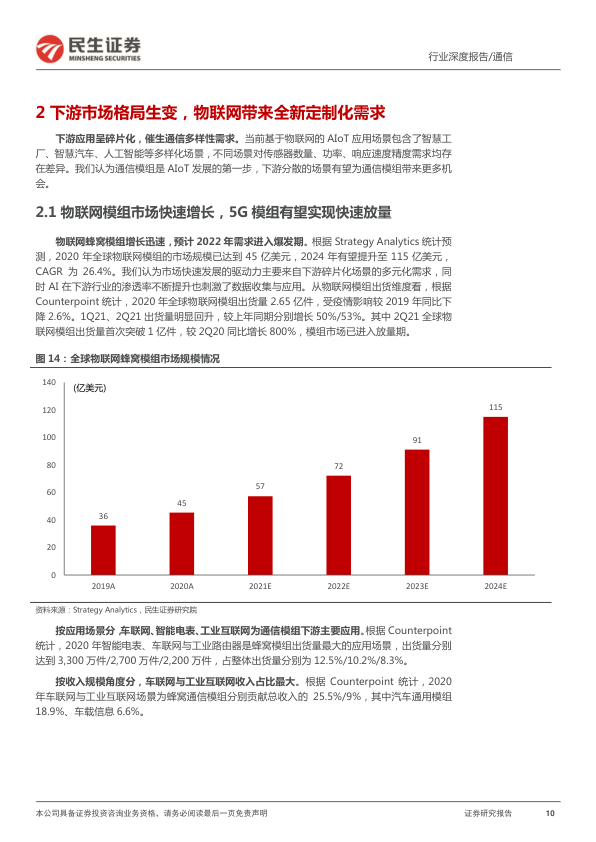 民生证券
MINSHENG SECURITIES
行业深度报告/通信
2 下游市场格局生变，物联网带来全新定制化需求
下游应用呈碎片化，催生通信多样性需求。当前基于物联网的 AIoT 应用场景包含了智慧工
厂、智慧汽车、人工智能等多样化场景，不同场景对传感器数量、功率、响应速度精度需求均存
在差异。我们认为通信模组是 AIoT 发展的第一步，下游分散的场景有望为通信模组带来更多机
会。
2.1 物联网模组市场快速增长，5G 模组有望实现快速放量
物联网蜂窝模组增长迅速，预计 2022 年需求进入爆发期。根据 Strategy Analytics 统计预
测，2020 年全球物联网模组的市场规模已达到 45 亿美元，2024 年有望提升至 115 亿美元，
CAGR 为 26.4%。我们认为市场快速发展的驱动力主要来自下游碎片化场景的多元化需求，同
时 AI 在下游行业的渗透率不断提升也刺激了数据收集与应用。从物联网模组出货维度看，根据
Counterpoint 统计，2020 年全球物联网模组出货量 2.65 亿件，受疫情影响较 2019 年同比下
降 2.6%。1Q21、2Q21 出货量明显回升，较上年同期分别增长 50%/53%。其中 2Q21 全球物
联网模组出货量首次突破 1 亿件，较 2Q20 同比增长 800%，模组市场已进入放量期。
图 14：全球物联网蜂窝模组市场规模情况
(亿美元)
140
120
100
80
60
40
20
0
36
45
57
72
91
115
2019A
2020A
2021E
2022E
2023E
2024E
资料来源：Strategy Analytics，民生证券研究院
按应用场景分，车联网、智能电表、工业互联网为通信模组下游主要应用。根据 Counterpoint
统计，2020 年智能电表、车联网与工业路由器是蜂窝模组出货量最大的应用场景，出货量分别
达到 3,300 万件/2,700 万件/2,200 万件，占整体出货量分别为 12.5%/10.2%/8.3%。
按收入规模角度分，车联网与工业互联网收入占比最大。根据 Counterpoint 统计，2020
年车联网与工业互联网场景为蜂窝通信模组分别贡献总收入的 25.5%/9%，其中汽车通用模组
18.9%、车载信息 6.6%。
本公司具备证券投资咨询业务资格，请务必阅读最后一页免责声明
证券研究报告
10